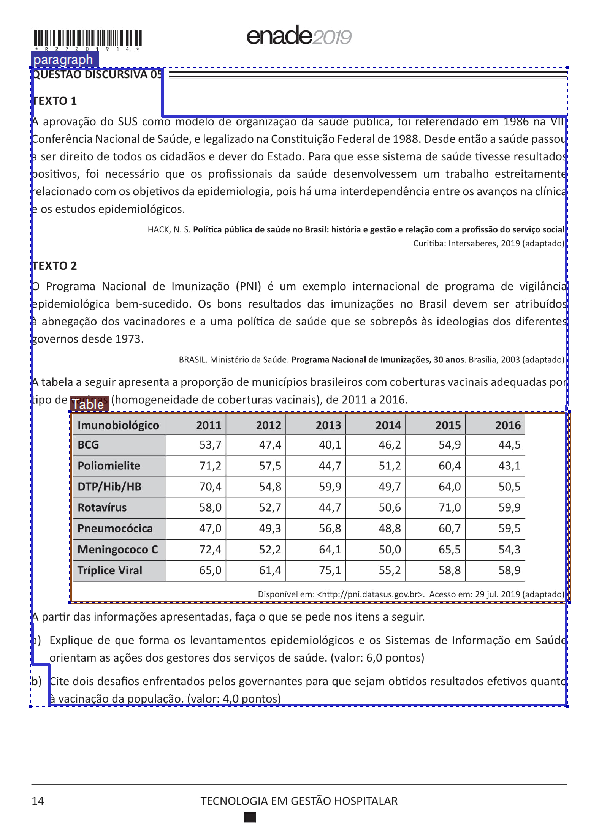 *R2720191​4*
enade2019
paragraph
QUESTÃO DISCURSIVA 05
TEXTO 1
A aprovação do SUS como modelo de organização da saúde pública, foi referendado em 1986 na VIII
Conferência Nacional de Saúde, e legalizado na Constituição Federal de 1988. Desde então a saúde passou
a ser direito de todos os cidadãos e dever do Estado. Para que esse sistema de saúde tivesse resultados
positivos, foi necessário que os profissionais da saúde desenvolvessem um trabalho estreitamente
relacionado com os objetivos da epidemiologia, pois há uma interdependência entre os avanços na clínica
e os estudos epidemiológicos.
HACK, N. S. Política pública de saúde no Brasil: história e gestão e relação com a profissão do serviço social.
Curitiba: Intersaberes, 2019 (adaptado).
TEXTO 2
O Programa Nacional de Imunização (PNI) é um exemplo internacional de programa de vigilância
epidemiológica bem-sucedido. Os bons resultados das imunizações no Brasil devem ser atribuídos
à abnegação dos vacinadores e a uma política de saúde que se sobrepôs às ideologias dos diferentes
governos desde 1973.
BRASIL. Ministério da Saúde. Programa Nacional de Imunizações, 30 anos. Brasília, 2003 (adaptado).
A tabela a seguir apresenta a proporção de municípios brasileiros com coberturas vacinais adequadas por
tipo de (homogeneidade de coberturas vacinais), de 2011 a 2016.
Table
Imunobiológico 2011 2012 2013 2014 2015 2016
BCG 53,7 47,4 40,1 46,2 54,9 44,5
Poliomielite 71,2 57,5 44,7 51,2 60,4 43,1
DTP/Hib/HB 70,4 54,8 59,9 49,7 64,0 50,5
Rotavírus 58,0 52,7 44,7 50,6 71,0 59,9
Pneumocócica 47,0 49,3 56,8 48,8 60,7 59,5
Meningococo C 72,4 52,2 64,1 50,0 65,5 54,3
Tríplice Viral 65,0 61,4 75,1 55,2 58,8 58,9
Disponível em: <http://pni.datasus.gov.br>. Acesso em: 29 jul. 2019 (adaptado).
A partir das informações apresentadas, faça o que se pede nos itens a seguir.
a) Explique de que forma os levantamentos epidemiológicos e os Sistemas de Informação em Saúde
orientam as ações dos gestores dos serviços de saúde. (valor: 6,0 pontos)
b) Cite dois desafios enfrentados pelos governantes para que sejam obtidos resultados efetivos quanto
à vacinação da população. (valor: 4,0 pontos)
14 TECNOLOGIA EM GESTÃO HOSPITALAR